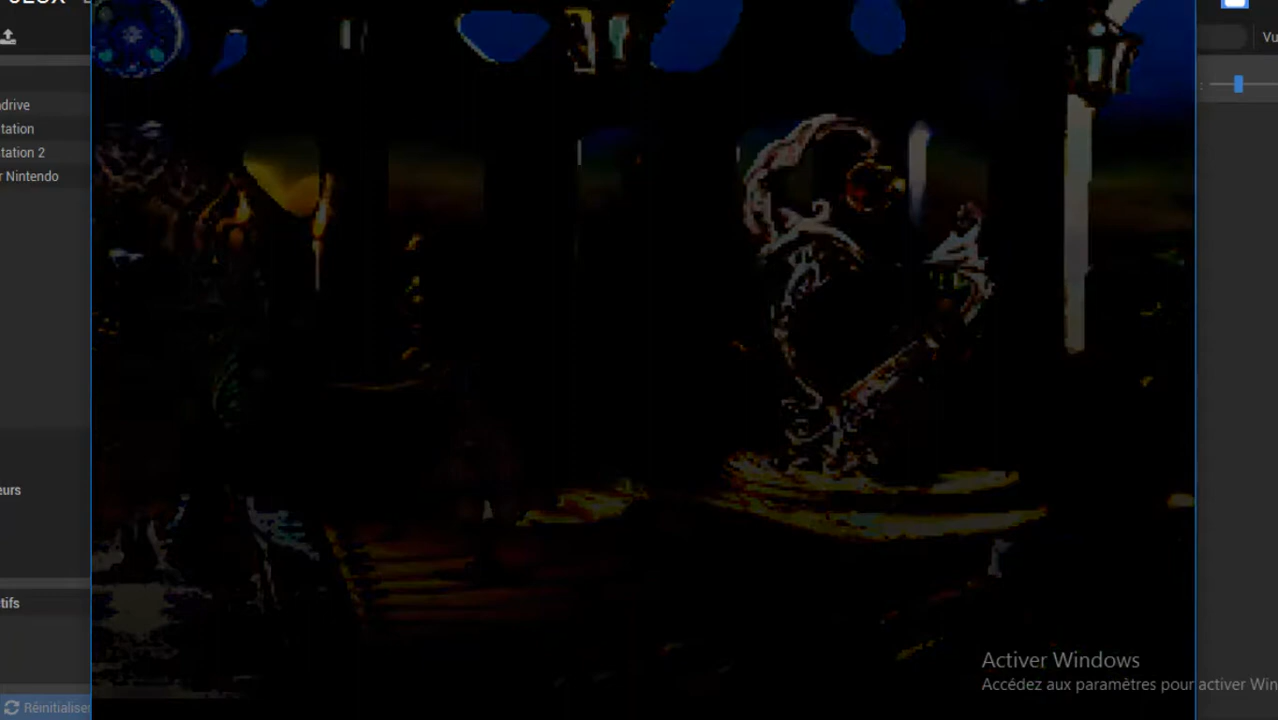 Vu
drive
tation
tation 2
r Nintendo
eurs
tifs
Réinitialiser
Activer Windows
Accédez aux paramètres pour activer Win